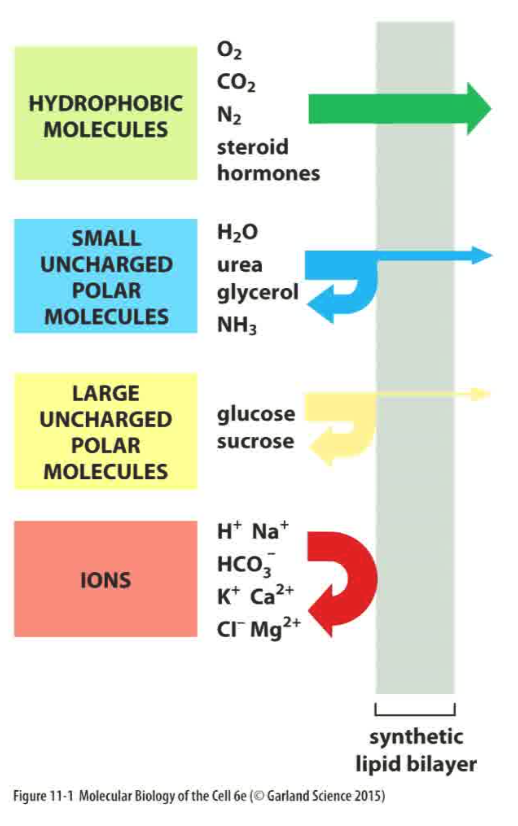 HYDROPHOBIC
MOLECULES
O₂
CO₂
N₂
steroid
hormones
SMALL
UNCHARGED
POLAR
MOLECULES
H₂O
urea
glycerol
NH₃
LARGE
UNCHARGED
POLAR
MOLECULES
glucose
sucrose
IONS
H⁺ Na⁺
HCO₃⁻
K⁺ Ca²⁺
Cl⁻ Mg²⁺
synthetic
lipid bilayer
Figure 11-1 Molecular Biology of the Cell 6e (© Garland Science 2015)